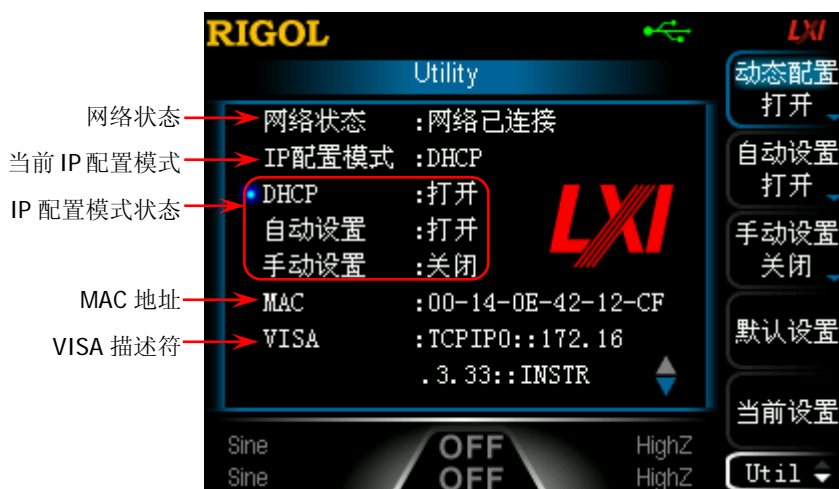 RIGOL
LXI
Utility
网络状态
当前 IP 配置模式
IP 配置模式状态
MAC 地址
VISA 描述符
网络状态 :网络已连接
IP配置模式 :DHCP
DHCP :打开
自动设置 :打开
手动设置 :关闭
MAC :00-14-0E-42-12-CF
VISA :TCPIP0::172.16
.3.33::INSTR
LXI
动态配置
打开
自动设置
打开
手动设置
关闭
默认设置
当前设置
Util
Sine OFF HighZ
Sine OFF HighZ